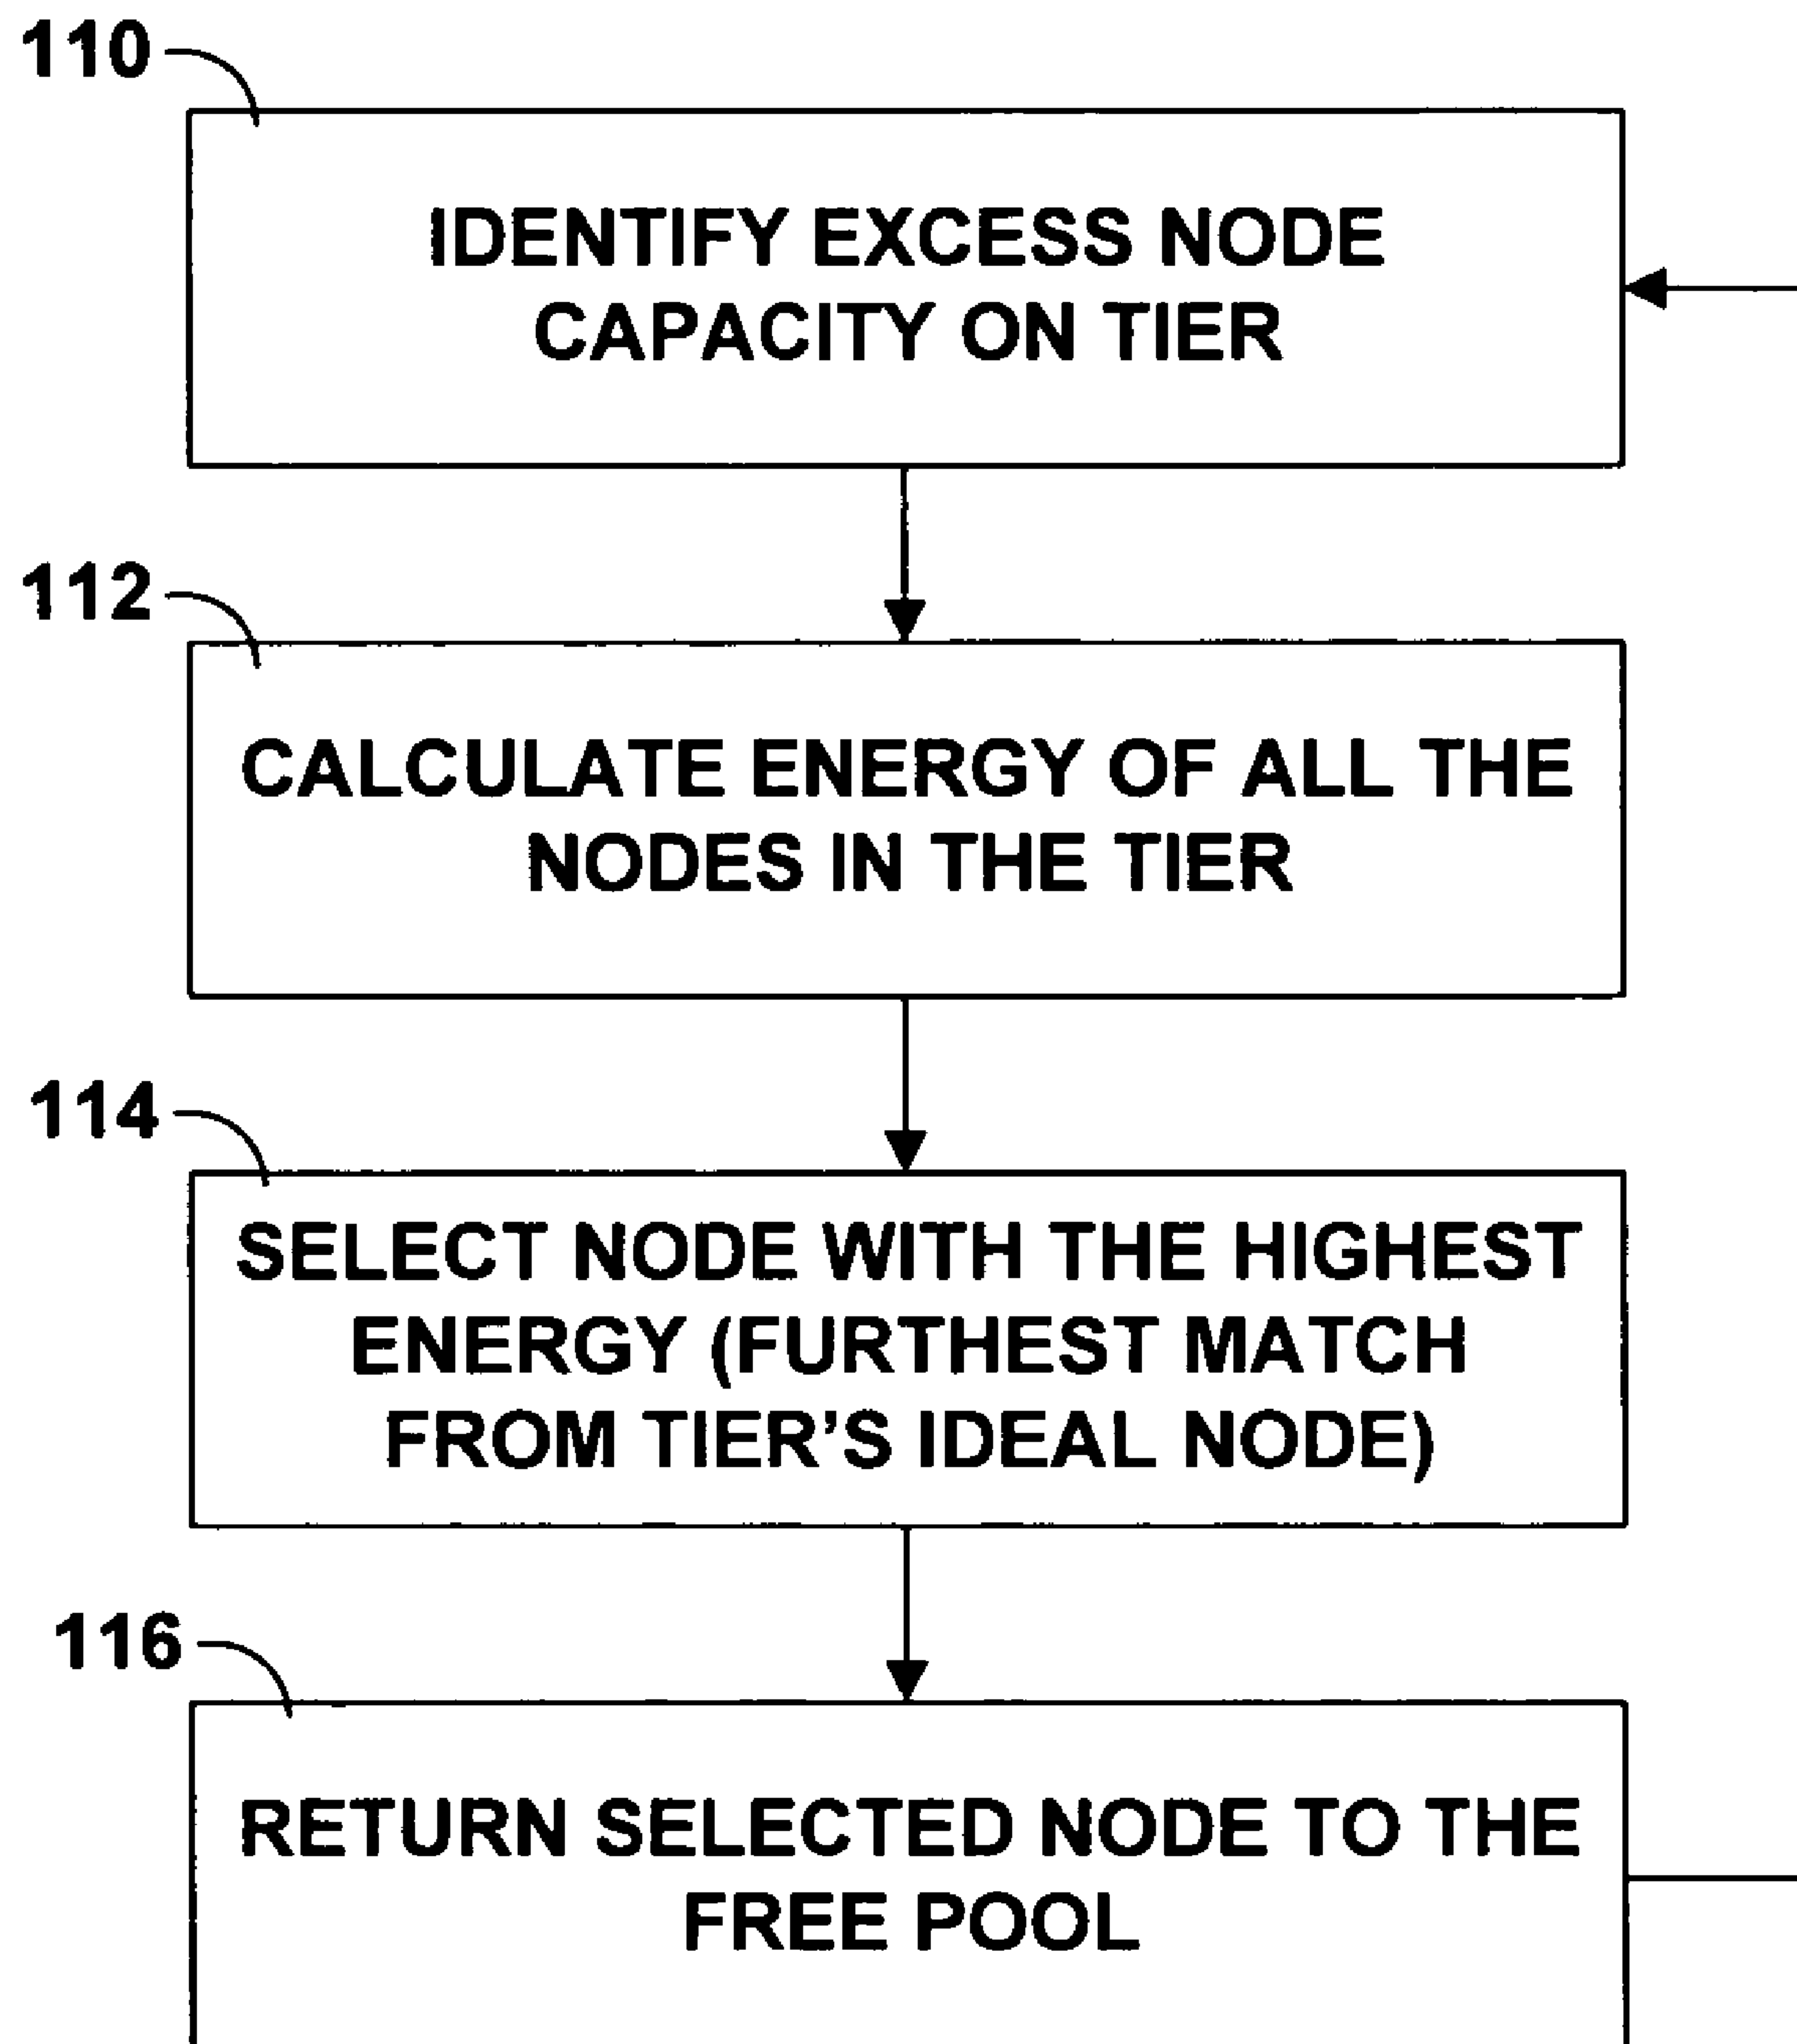 110
IDENTIFY EXCESS NODE
CAPACITY ON TIER
112
CALCULATE ENERGY OF ALL THE
NODES IN THE TIER
114
SELECT NODE WITH THE HIGHEST
ENERGY (FURTHEST MATCH
FROM TIER'S IDEAL NODE)
116
RETURN SELECTED NODE TO THE
FREE POOL